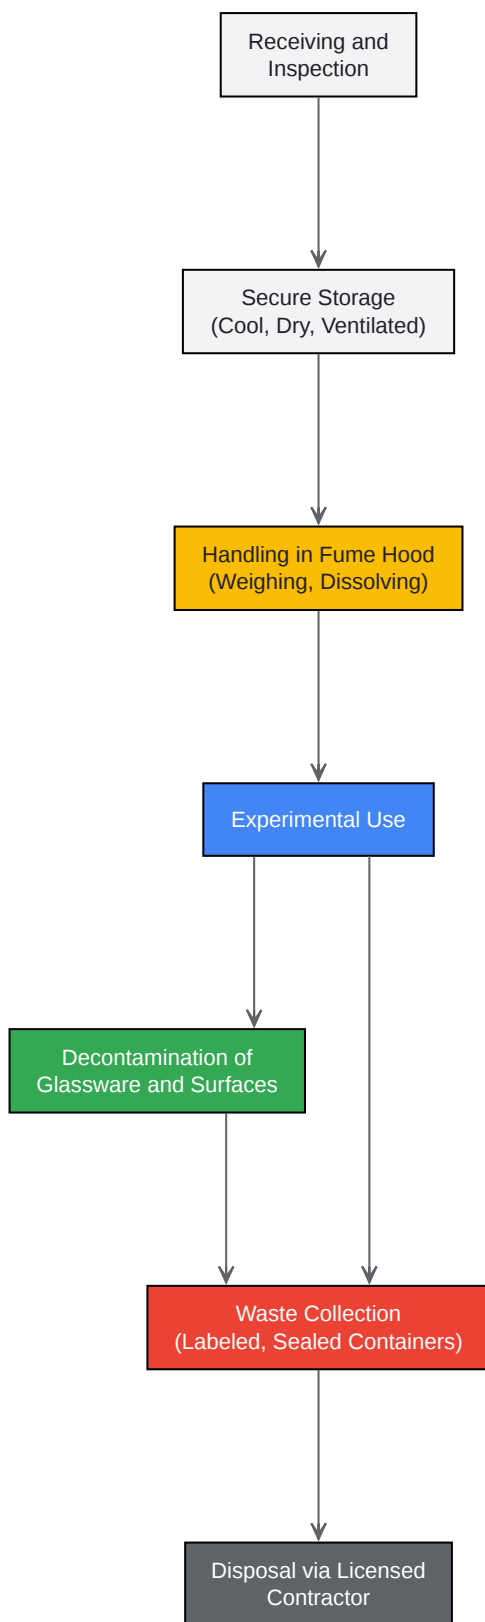 Receiving and
Inspection
Secure Storage
(Cool, Dry, Ventilated)
Handling in Fume Hood
(Weighing, Dissolving)
Experimental Use
Decontamination of
Glassware and Surfaces
Waste Collection
(Labeled, Sealed Containers)
Disposal via Licensed
Contractor